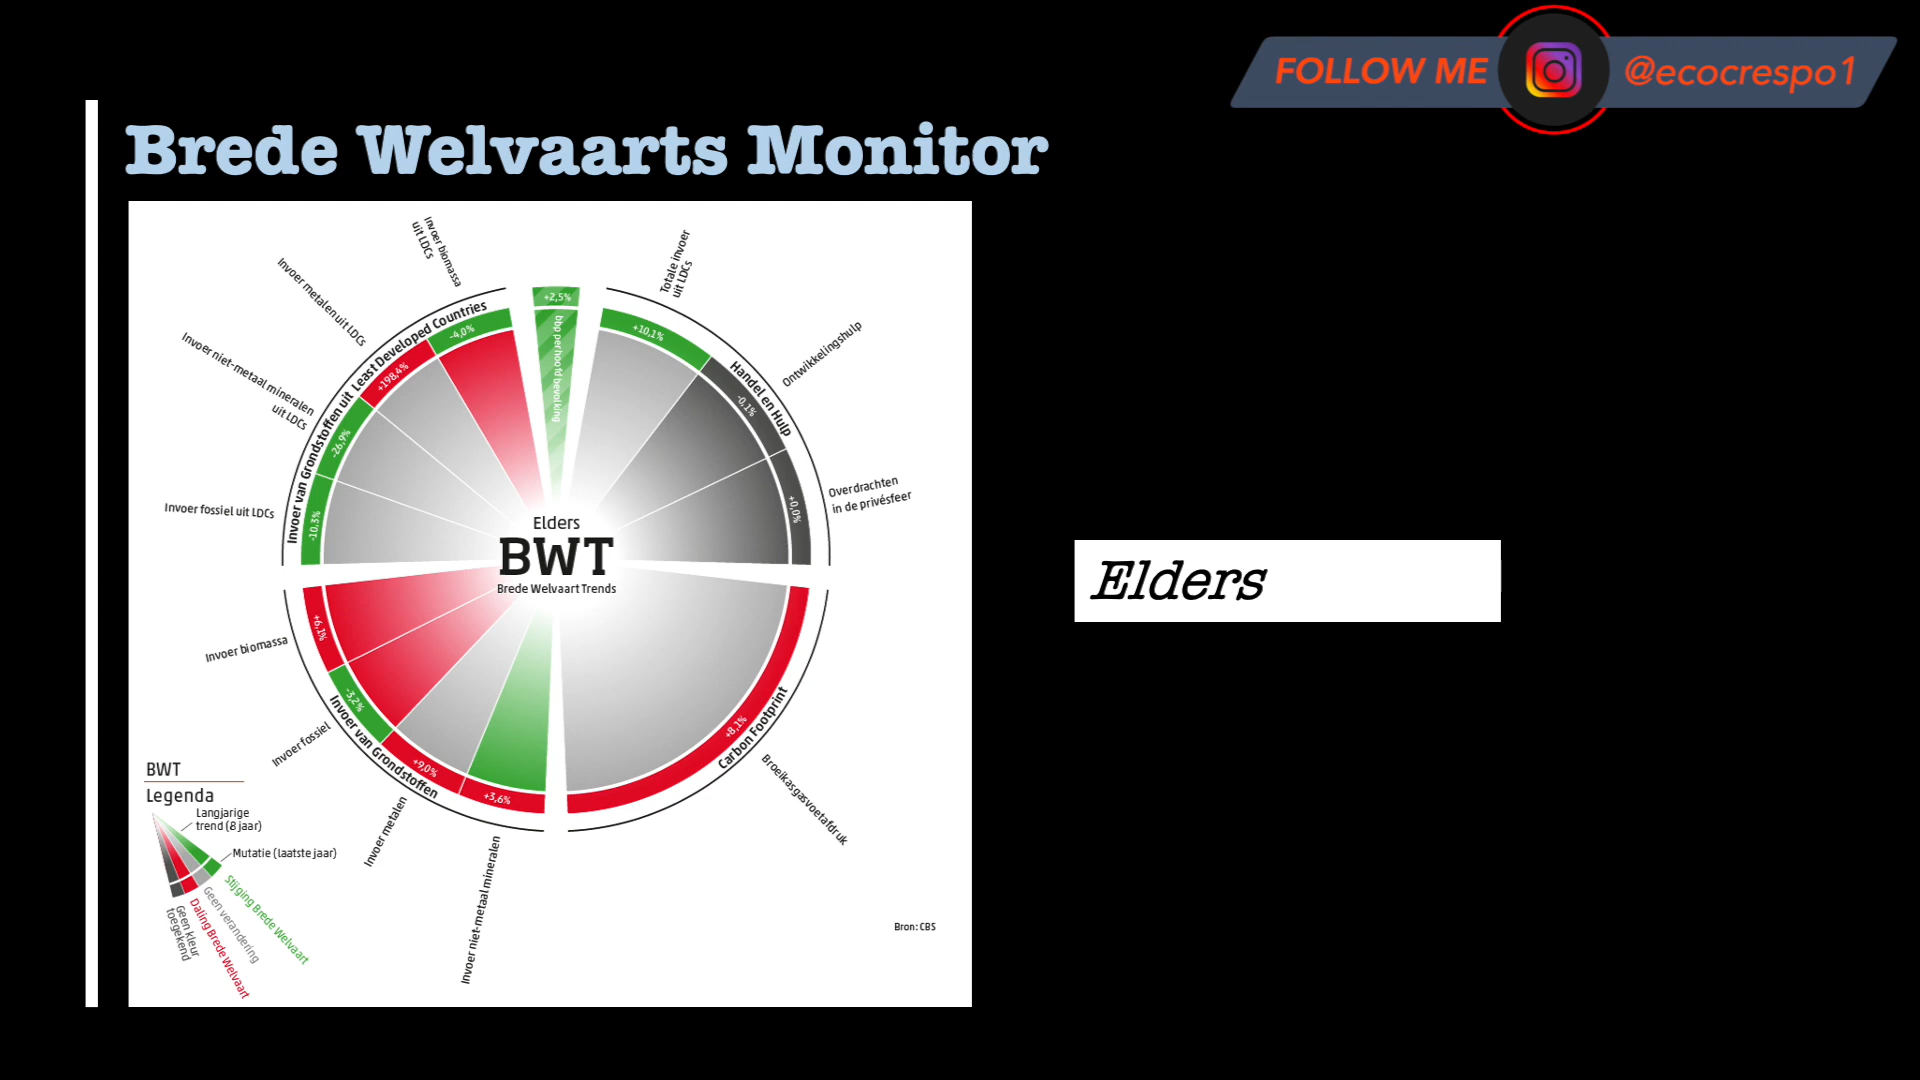 FOLLOW ME
@ecocrespo1
Brede Welvaarts Monitor
Invoer biomassa
uit LDCs
Invoer metalen uit LDCs
Invoer niet-metaal mineralen
uit LDCs
Invoer fossiel uit LDCs
Invoer van Grondstoffen uit Least Developed Countries
-4,0%
+198,4%
-26,9%
-10,3%
+2,5%
bbp per hoofd bevolking
Totale invoer
uit LDCs
Ontwikkelingshulp
Overdrachten
in de privésfeer
Handel en Hulp
+10,1%
-0,1%
+0,0%
Elders
BWT
Brede Welvaart Trends
Elders
Invoer biomassa
Invoer fossiel
Invoer metalen
Invoer niet-metaal mineralen
Invoer van Grondstoffen
+6,1%
-3,2%
+9,0%
+3,6%
+8,1%
Carbon Footprint
Broeikasgasvoetafdruk
BWT
Legenda
Langjarige
trend (8 jaar)
Mutatie (laatste jaar)
Stijging Brede Welvaart
Geen verandering
Daling Brede Welvaart
Geen kleur
toegekend
Bron: CBS